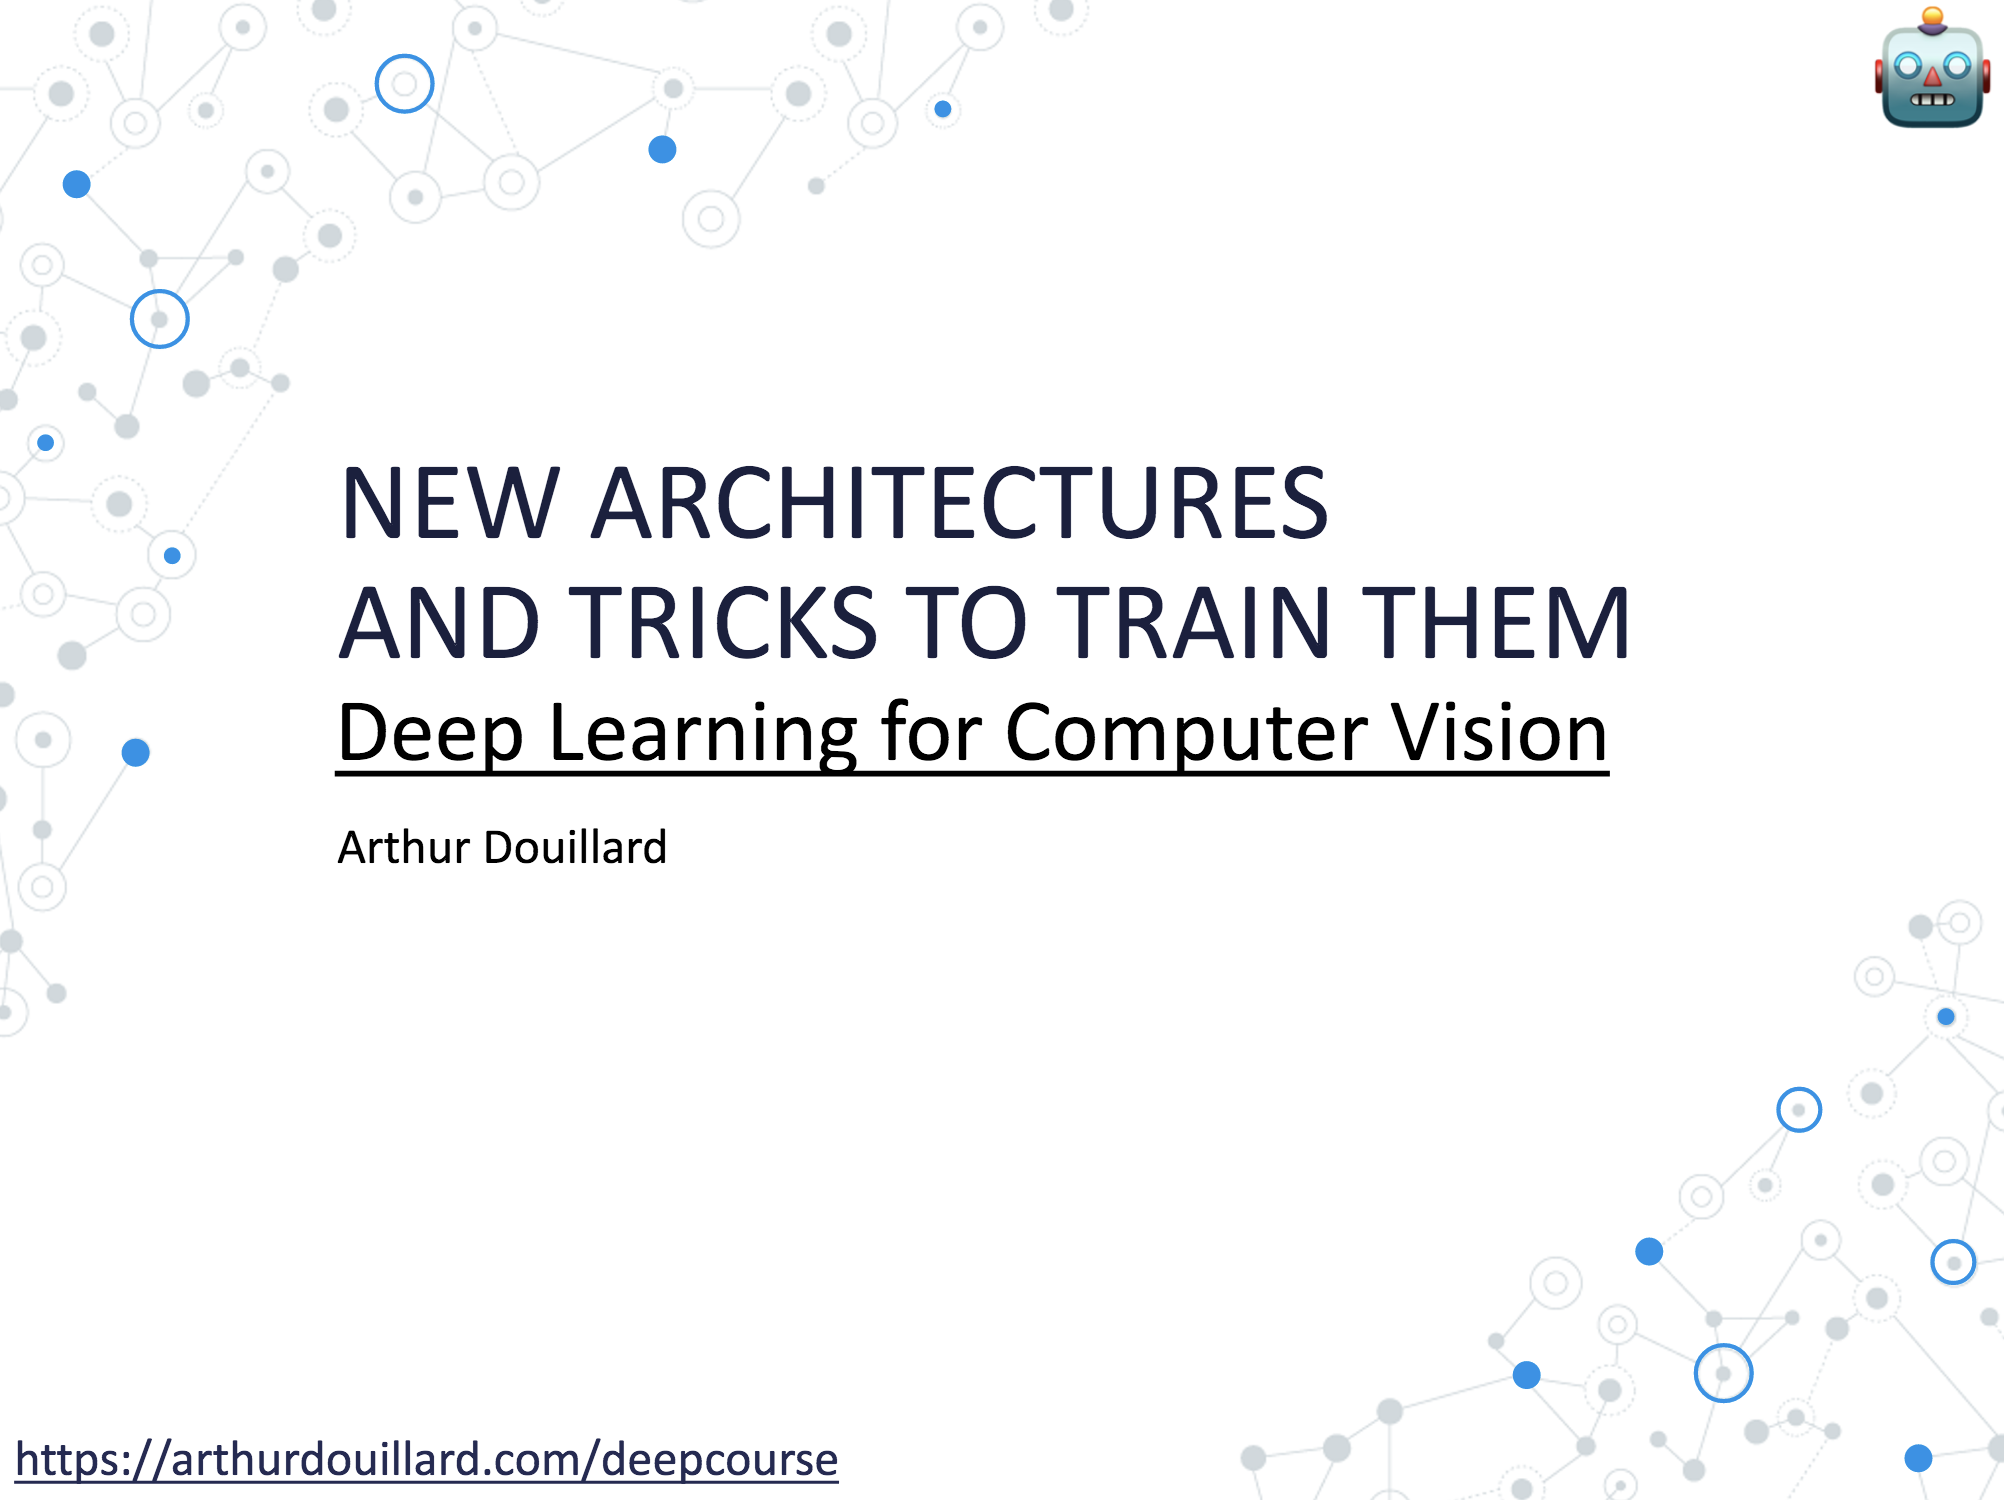 NEW ARCHITECTURES
AND TRICKS TO TRAIN THEM
Deep Learning for Computer Vision
Arthur Douillard
https://arthurdouillard.com/deepcourse